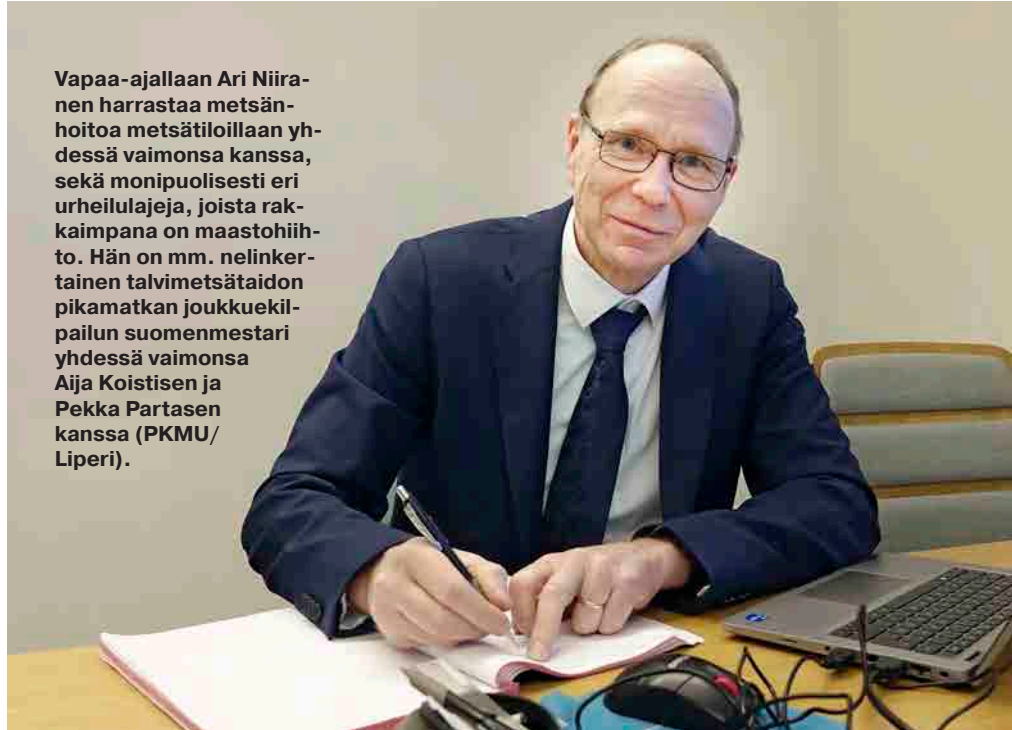 Vapaa-ajallaan Ari Niira-
nen harrastaa metsän-
hoitoa metsätiloillaan yh-
dessä vaimonsa kanssa,
sekä monipuolisesti eri
urheilulajeja, joista rak-
kaimpana on maastohiih-
to. Hän on mm. nelinker-
tainen talvimetsätaidon
pikamatkan joukkuekil-
pailun suomenmestari
yhdessä vaimonsa
Aija Koistisen ja
Pekka Partasen
kanssa (PKMU/
Liperi).